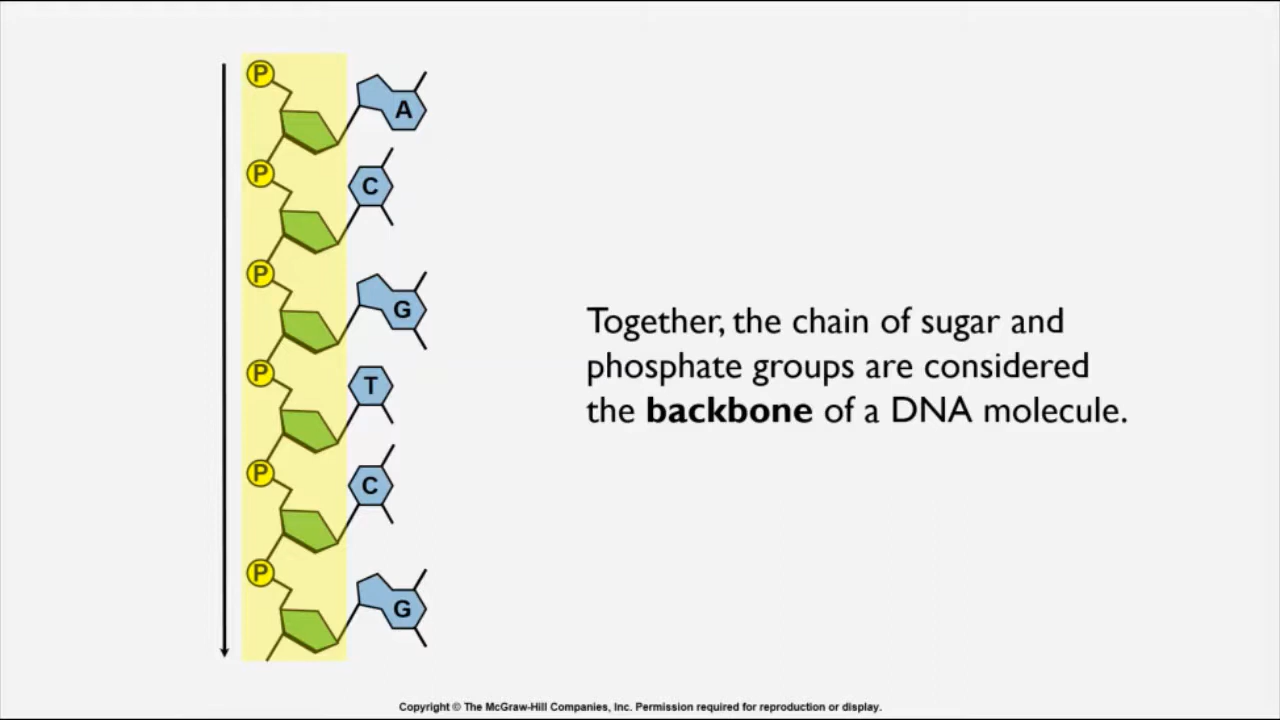 P
A
P
C
P
G
P
T
P
C
P
G
Together, the chain of sugar and
phosphate groups are considered
the backbone of a DNA molecule.
Copyright © The McGraw-Hill Companies, Inc. Permission required for reproduction or display.